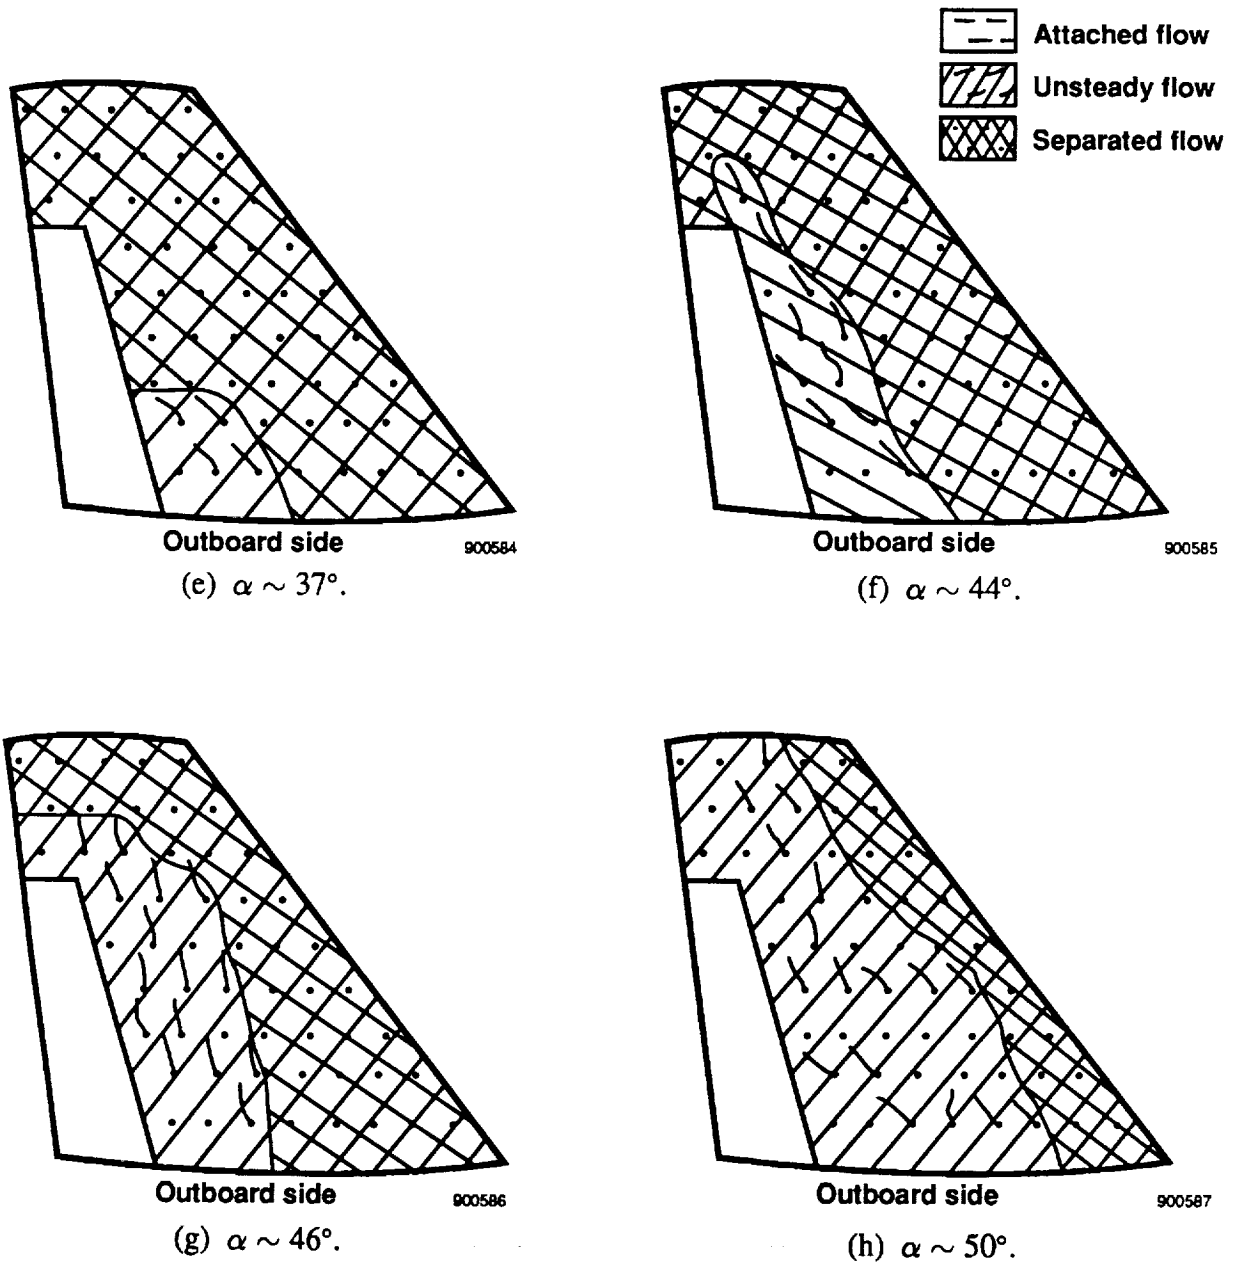 Attached flow
Unsteady flow
Separated flow
Outboard side
900584
(e) α ∼ 37°.
Outboard side
900585
(f) α ∼ 44°.
Outboard side
900586
(g) α ∼ 46°.
Outboard side
900587
(h) α ∼ 50°.